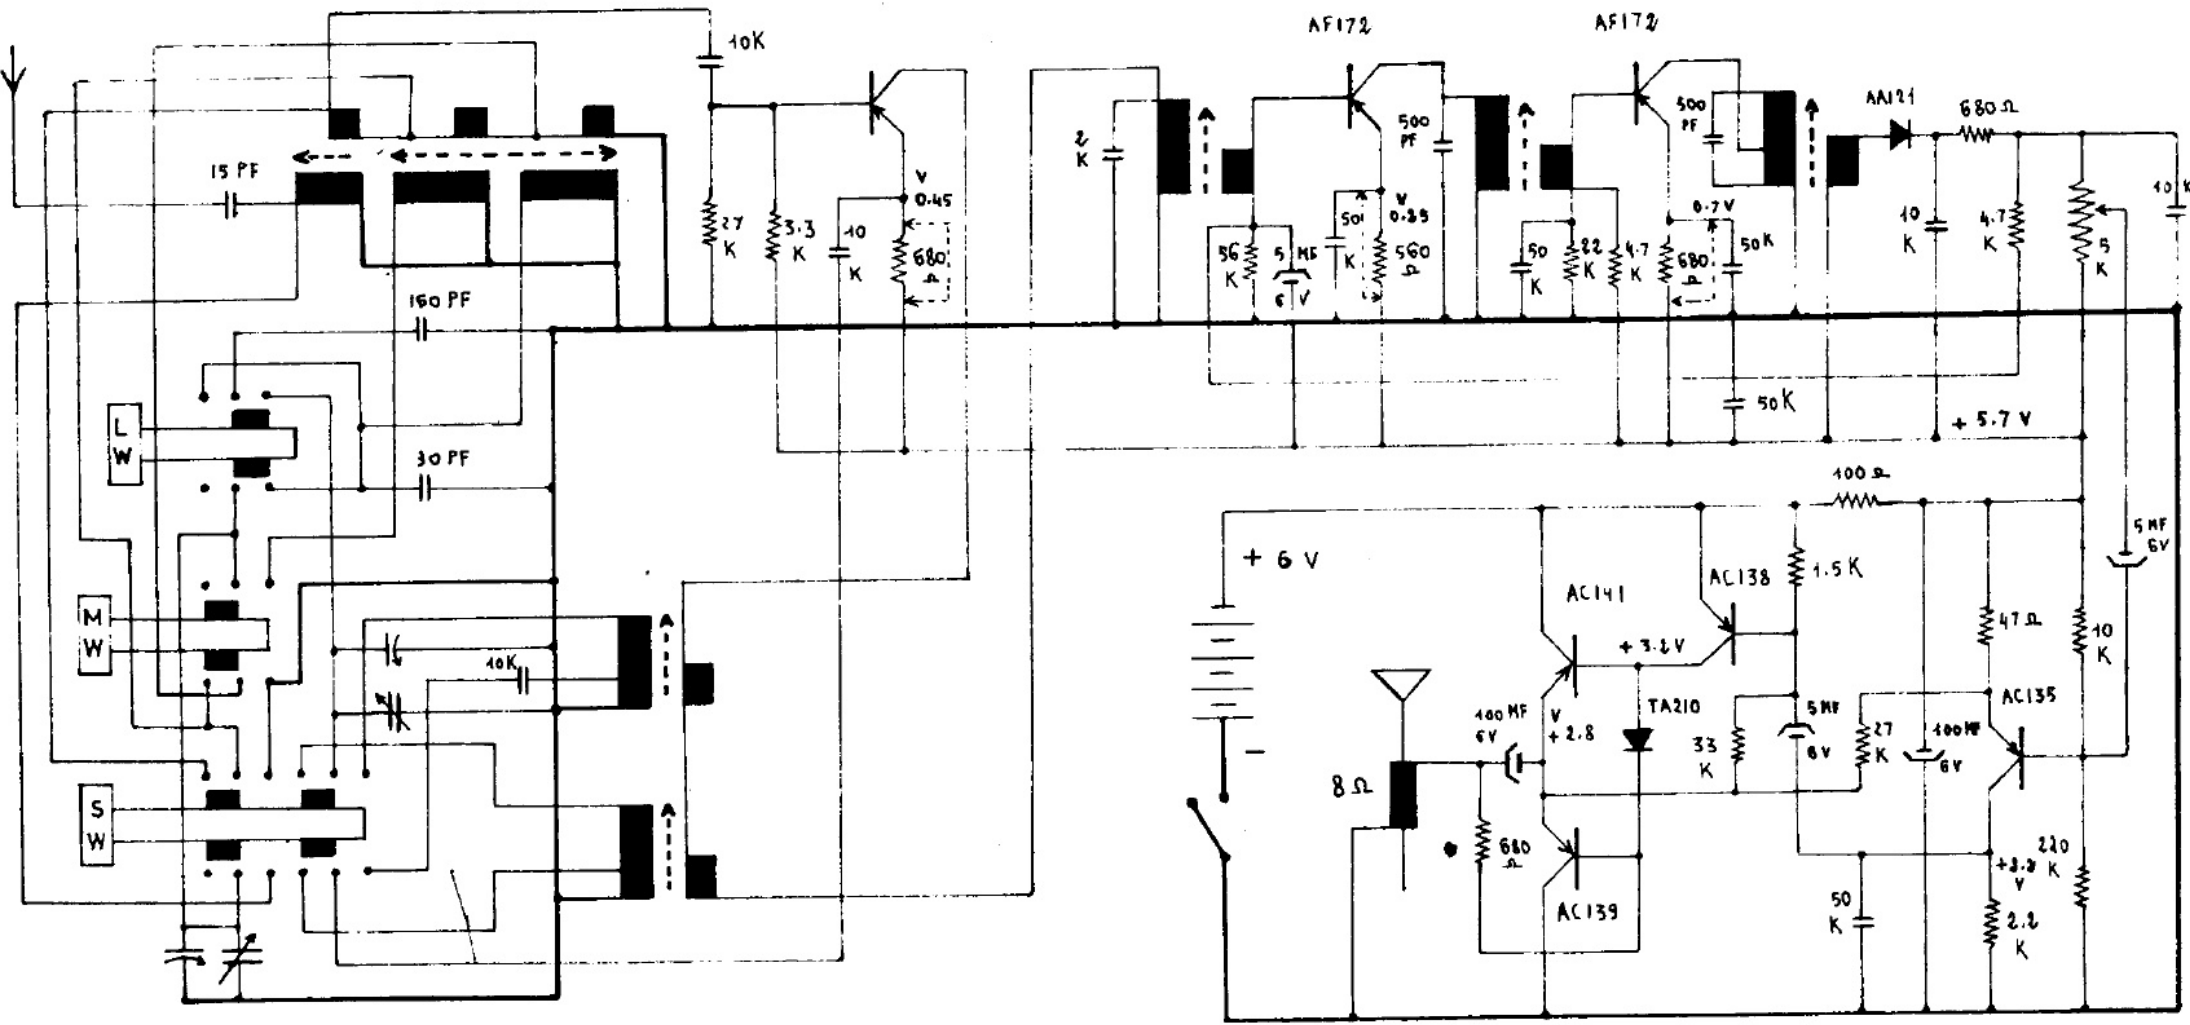 AF172
AF172
10K
15 PF
27
K
3.3
K
10
K
V
0.45
680
Ω
2
K
56
K
5 MF
6 V
50
K
V
0.85
560
Ω
500
PF
50
K
22
K
4.7
K
0.7 V
680
Ω
50K
500
PF
AA121
680 Ω
10
K
4.7
K
5
K
10 K
160 PF
30 PF
L
W
M
W
S
W
10K
50K
+ 5.7 V
100 Ω
+ 6 V
AC141
AC138
1.5 K
+ 3.2 V
47 Ω
10
K
5 MF
6V
AC135
TA210
100 MF
6V
V
+ 2.8
33
K
5 MF
6V
27
K
100 MF
6V
8 Ω
680
Ω
AC139
50
K
V
220
K
2.2
K
-